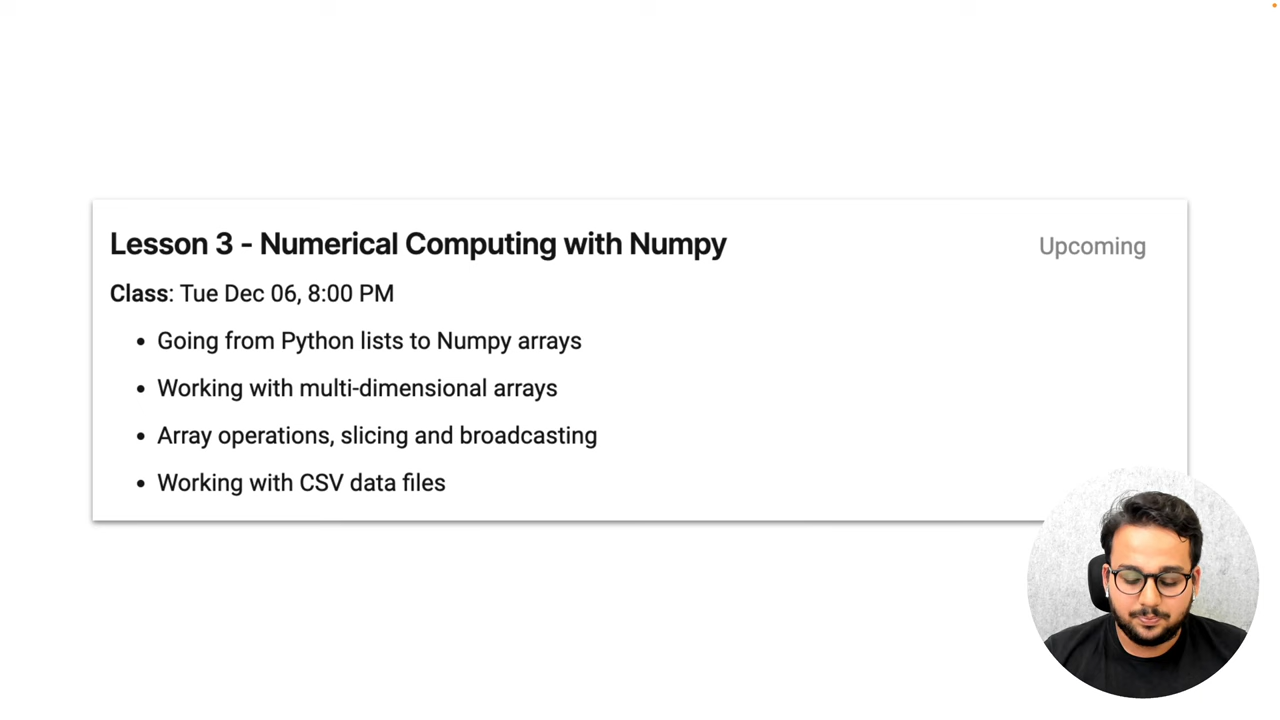 Lesson 3 - Numerical Computing with Numpy
Upcoming
Class: Tue Dec 06, 8:00 PM
• Going from Python lists to Numpy arrays
• Working with multi-dimensional arrays
• Array operations, slicing and broadcasting
• Working with CSV data files